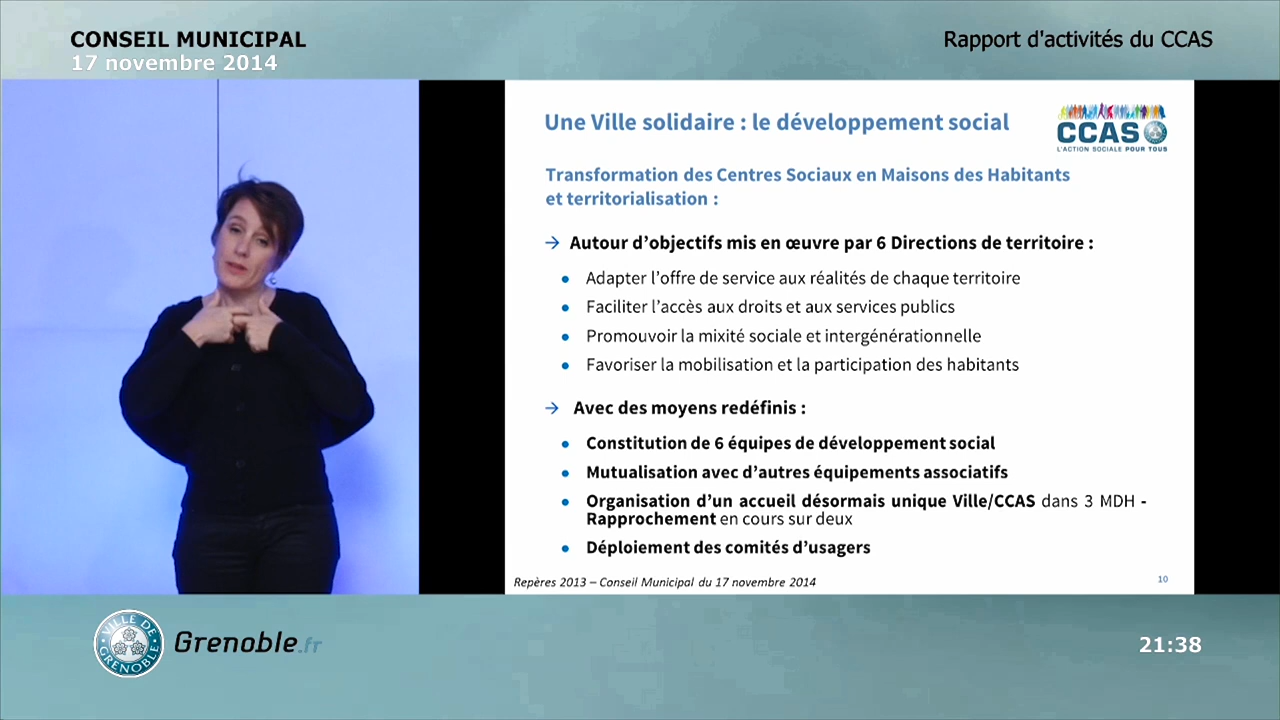 CONSEIL MUNICIPAL
17 novembre 2014
Rapport d'activités du CCAS
Une Ville solidaire : le développement social
CCAS
L'ACTION SOCIALE POUR TOUS
Transformation des Centres Sociaux en Maisons des Habitants
et territorialisation :
→ Autour d'objectifs mis en œuvre par 6 Directions de territoire :
• Adapter l'offre de service aux réalités de chaque territoire
• Faciliter l'accès aux droits et aux services publics
• Promouvoir la mixité sociale et intergénérationnelle
• Favoriser la mobilisation et la participation des habitants
→ Avec des moyens redéfinis :
• Constitution de 6 équipes de développement social
• Mutualisation avec d'autres équipements associatifs
• Organisation d'un accueil désormais unique Ville/CCAS dans 3 MDH -
Rapprochement en cours sur deux
• Déploiement des comités d'usagers
Repères 2013 – Conseil Municipal du 17 novembre 2014
10
VILLE DE
GRENOBLE
Grenoble.fr
21:38